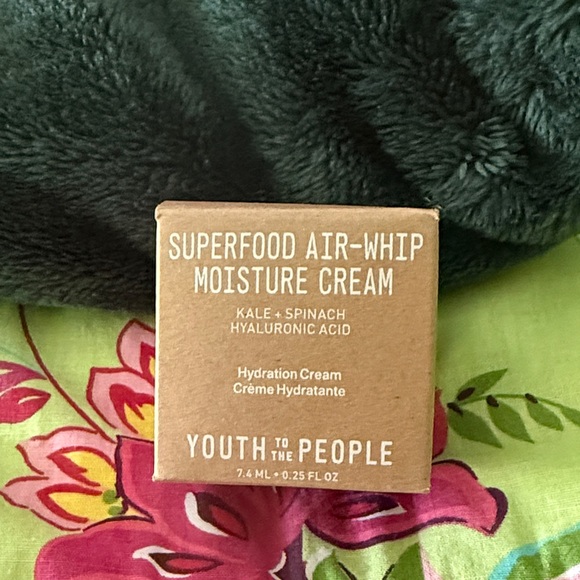 SUPERFOOD AIR-WHIP
MOISTURE CREAM
KALE + SPINACH
HYALURONIC ACID
Hydration Cream
Crème Hydratante
YOUTH TO THE PEOPLE
7.4 ML • 0.25 FL OZ